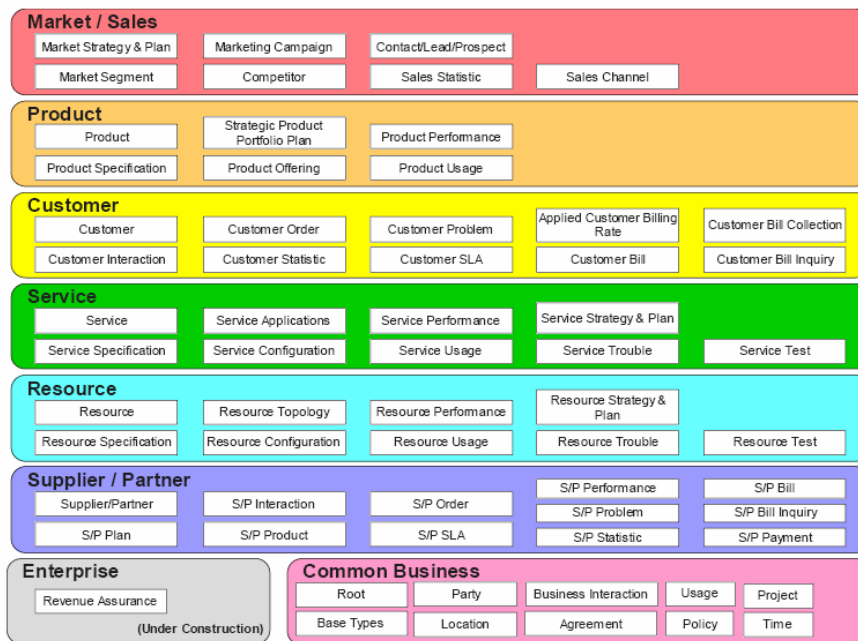 Market / Sales
Market Strategy & Plan
Marketing Campaign
Contact/Lead/Prospect
Market Segment
Competitor
Sales Statistic
Sales Channel
Product
Product
Strategic Product
Portfolio Plan
Product Performance
Product Specification
Product Offering
Product Usage
Customer
Customer
Customer Order
Customer Problem
Applied Customer Billing
Rate
Customer Bill Collection
Customer Interaction
Customer Statistic
Customer SLA
Customer Bill
Customer Bill Inquiry
Service
Service
Service Applications
Service Performance
Service Strategy & Plan
Service Specification
Service Configuration
Service Usage
Service Trouble
Service Test
Resource
Resource
Resource Topology
Resource Performance
Resource Strategy &
Plan
Resource Specification
Resource Configuration
Resource Usage
Resource Trouble
Resource Test
Supplier / Partner
Supplier/Partner
S/P Interaction
S/P Order
S/P Performance
S/P Bill
S/P Problem
S/P Bill Inquiry
S/P Plan
S/P Product
S/P SLA
S/P Statistic
S/P Payment
Enterprise
Revenue Assurance
(Under Construction)
Common Business
Root
Party
Business Interaction
Usage
Project
Base Types
Location
Agreement
Policy
Time